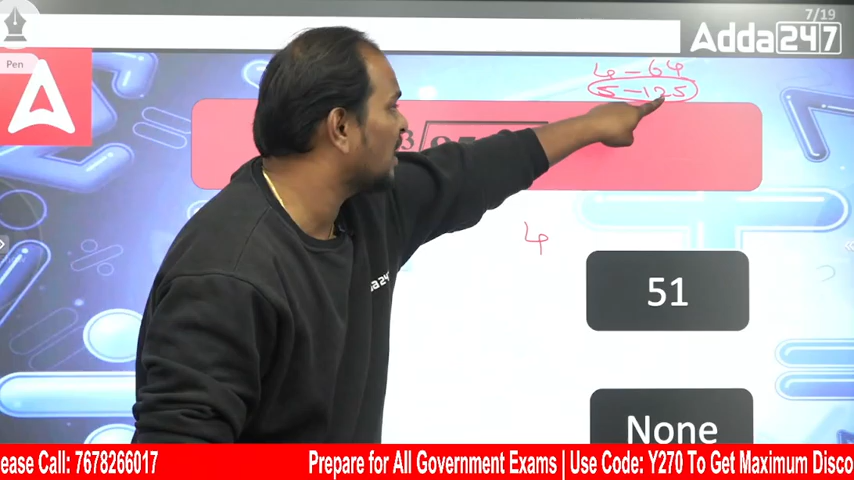 7/19
Adda247
Pen
4 - 64
5 - 125
3
4
51
None
ease Call: 7678266017 Prepare for All Government Exams | Use Code: Y270 To Get Maximum Disco